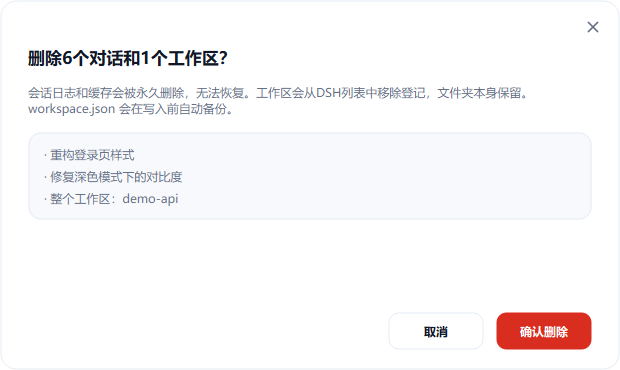 删除6个对话和1个工作区？
会话日志和缓存会被永久删除，无法恢复。工作区会从DSH列表中移除登记，文件夹本身保留。
workspace.json 会在写入前自动备份。
· 重构登录页样式
· 修复深色模式下的对比度
· 整个工作区：demo-api
取消
确认删除